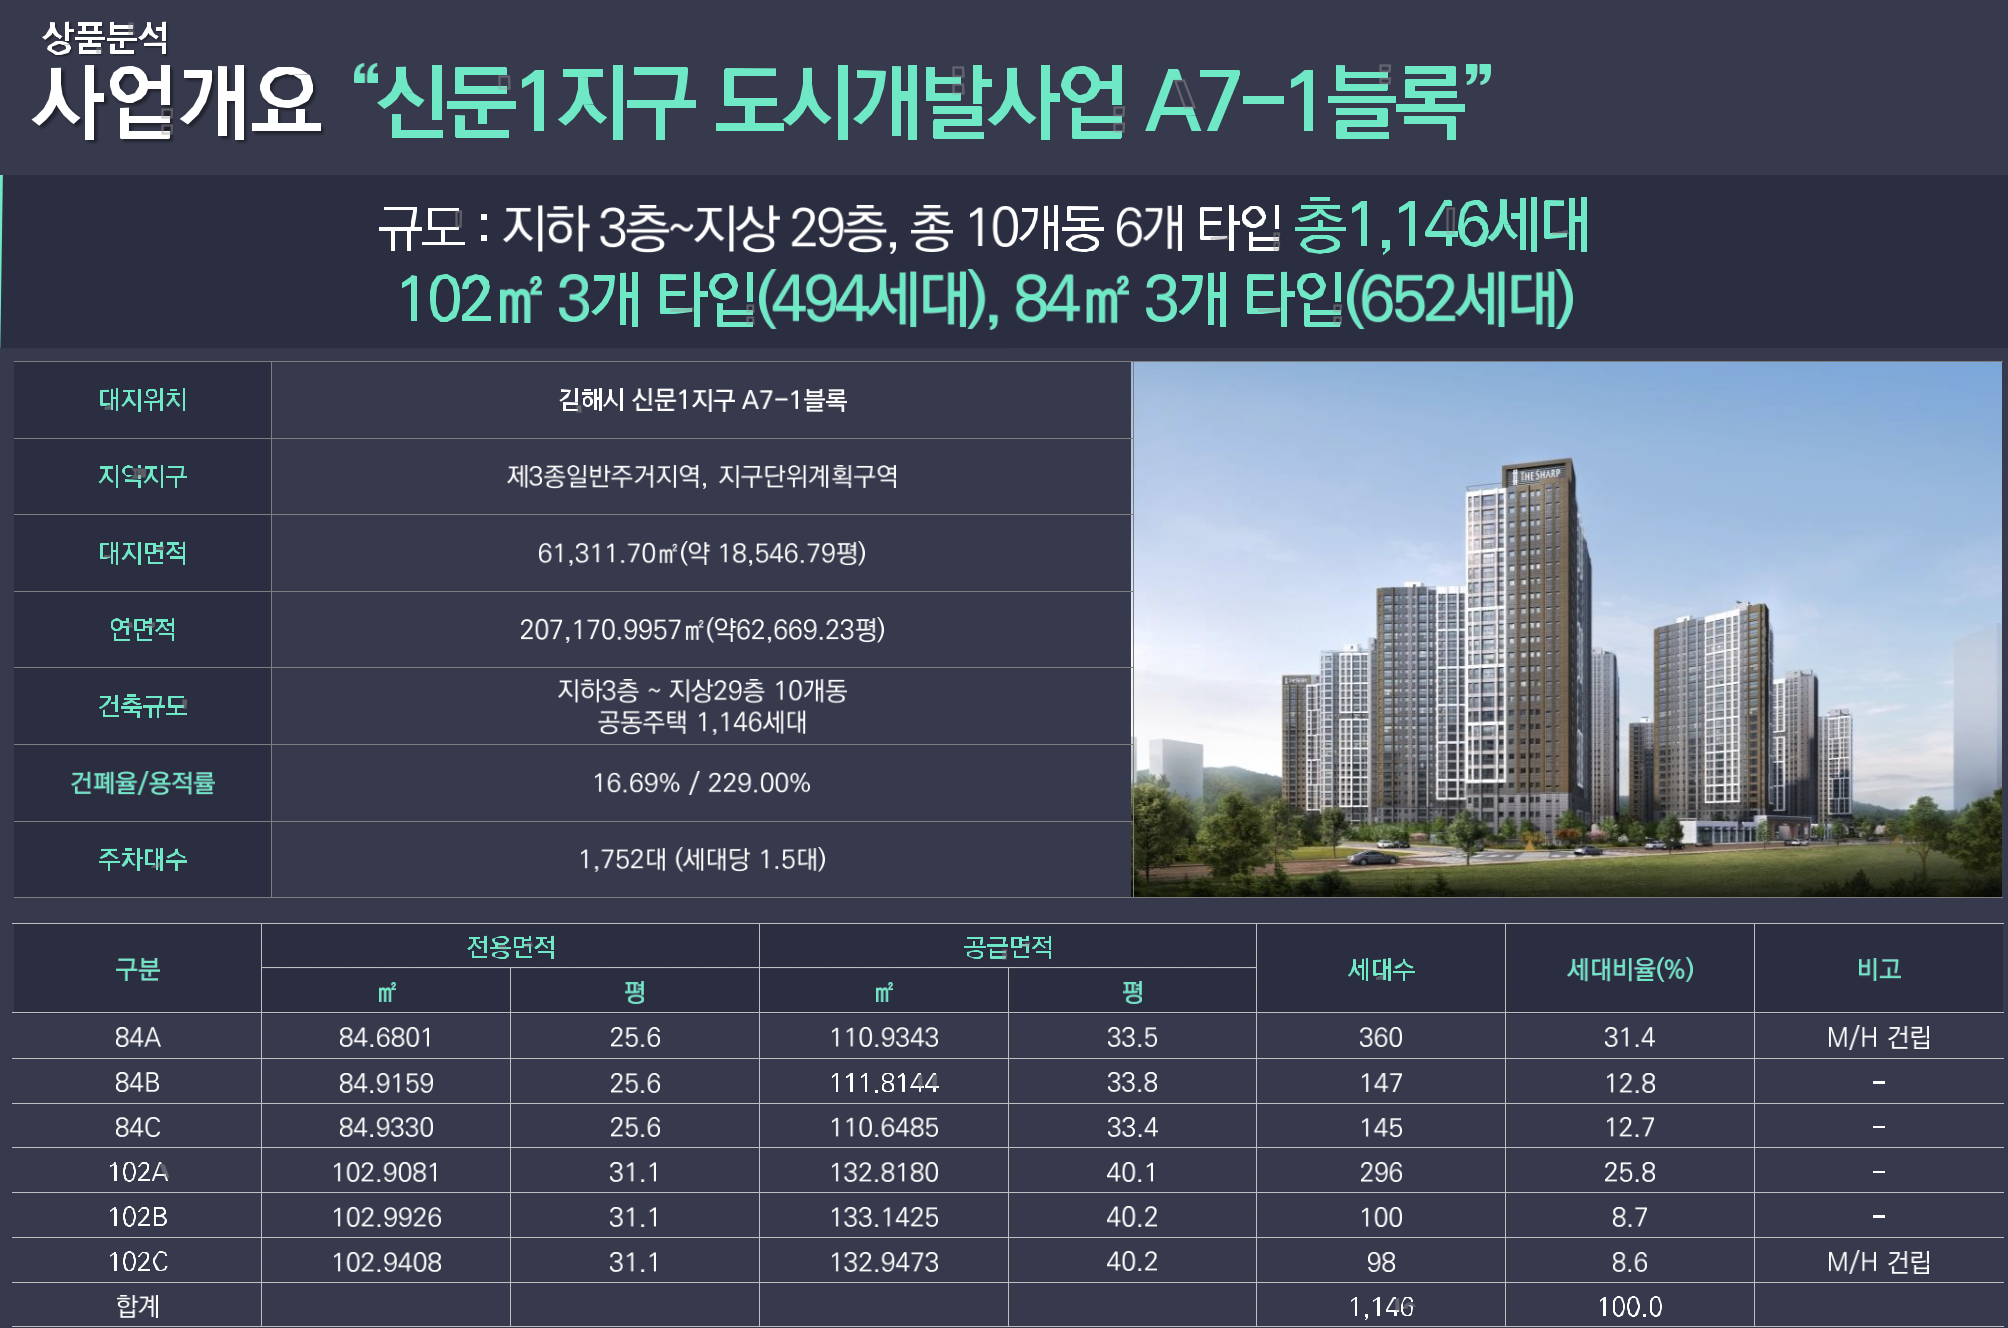 상품분석
사업개요 “신문1지구 도시개발사업 A7-1블록”
규모 : 지하 3층~지상 29층, 총 10개동 6개 타입 총1,146세대
102㎡ 3개 타입(494세대), 84㎡ 3개 타입(652세대)
대지위치 김해시 신문1지구 A7-1블록
지역지구 제3종일반주거지역, 지구단위계획구역
대지면적 61,311.70㎡(약 18,546.79평)
연면적 207,170.9957㎡(약62,669.23평)
건축규모 지하3층 ~ 지상29층 10개동
공동주택 1,146세대
건폐율/용적률 16.69% / 229.00%
주차대수 1,752대 (세대당 1.5대)
THE SHARP
구분 전용면적 공급면적 세대수 세대비율(%) 비고
㎡ 평 ㎡ 평
84A 84.6801 25.6 110.9343 33.5 360 31.4 M/H 건립
84B 84.9159 25.6 111.8144 33.8 147 12.8 -
84C 84.9330 25.6 110.6485 33.4 145 12.7 -
102A 102.9081 31.1 132.8180 40.1 296 25.8 -
102B 102.9926 31.1 133.1425 40.2 100 8.7 -
102C 102.9408 31.1 132.9473 40.2 98 8.6 M/H 건립
합계 1,146 100.0